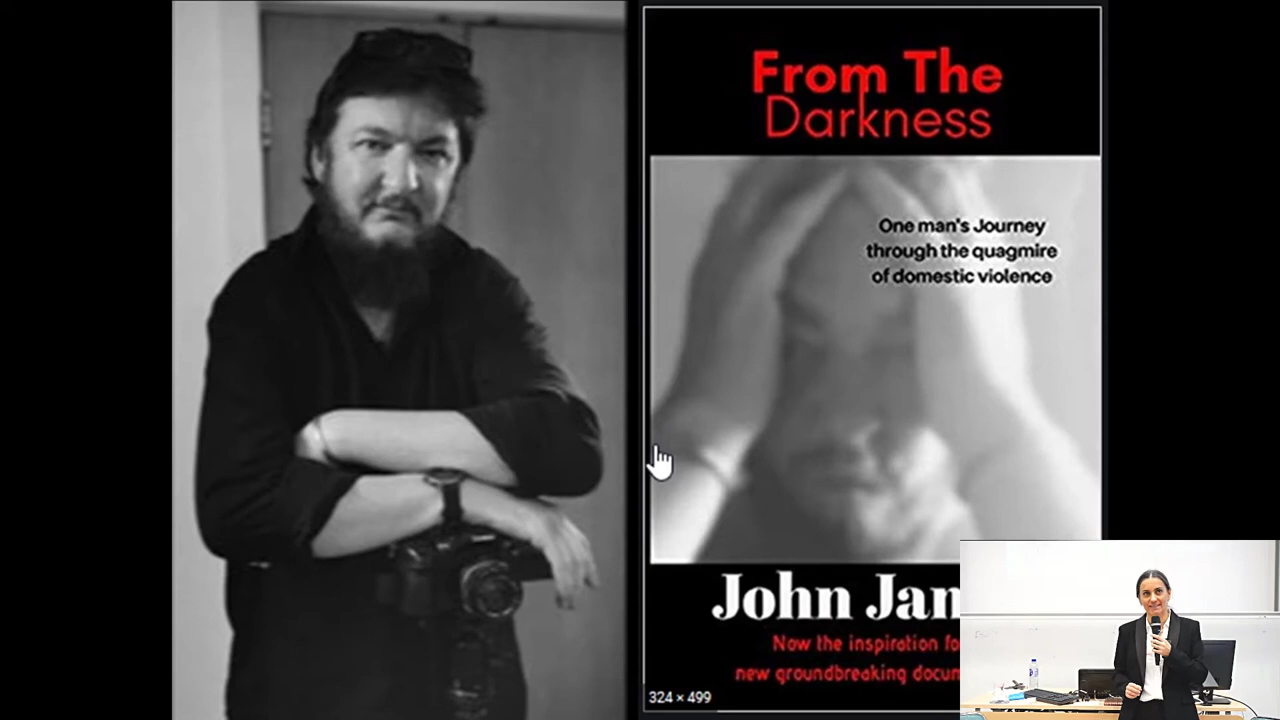 From The
Darkness
One man's Journey
through the quagmire
of domestic violence
John Jam
Now the inspiration fo
new groundbreaking docum
324 × 499